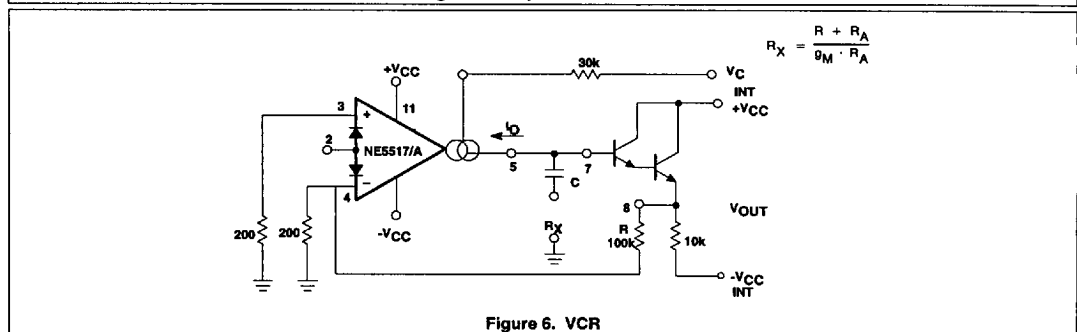 R_X = R + R_A / g_M · R_A
30k
V_C
INT
+V_CC
+V_CC
11
3
+
2
NE5517/A
I_O
5
7
C
−
4
-V_CC
R_X
8
V_OUT
200
200
R
100k
10k
-V_CC
INT
Figure 6. VCR